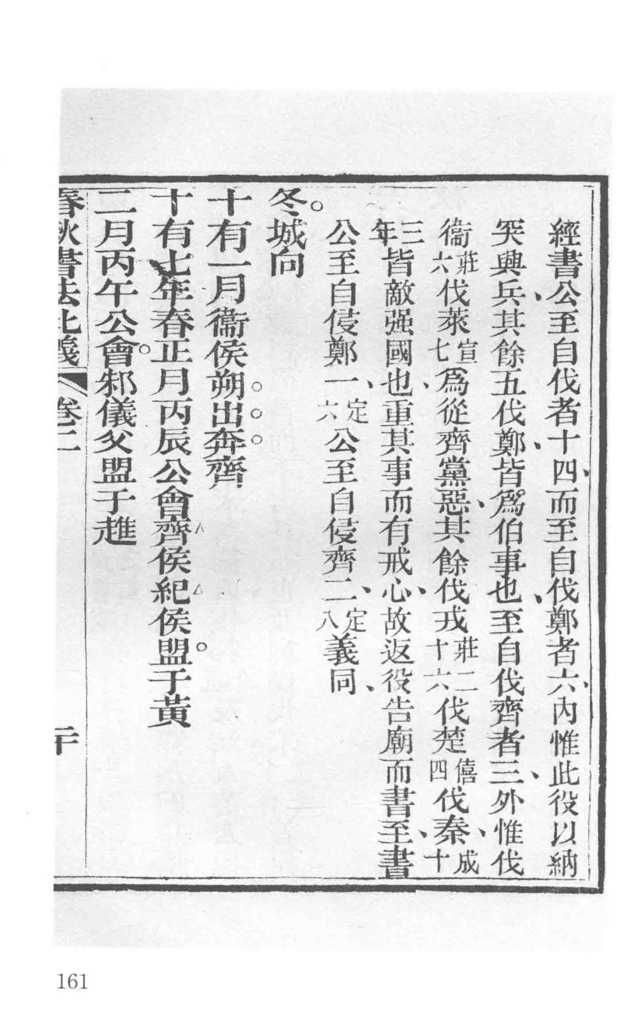 經書公至自伐者十四而至自伐鄭者六內惟此役以納
突興兵其餘五伐鄭皆爲伯事也至自伐齊者三外惟伐
衞莊六伐萊宣七爲從齊黨惡其餘伐戎莊二十六伐楚僖四伐秦成十
三年皆敵强國也重其事而有戒心故返役告廟而書至書
公至自侵鄭一定六公至自侵齊二定八義同
冬城向
十有一月衞侯朔出奔齊
十有七年春正月丙辰公會齊侯紀侯盟于黃
二月丙午公會邾儀父盟于趡
春秋書法比義 卷二 二十
161